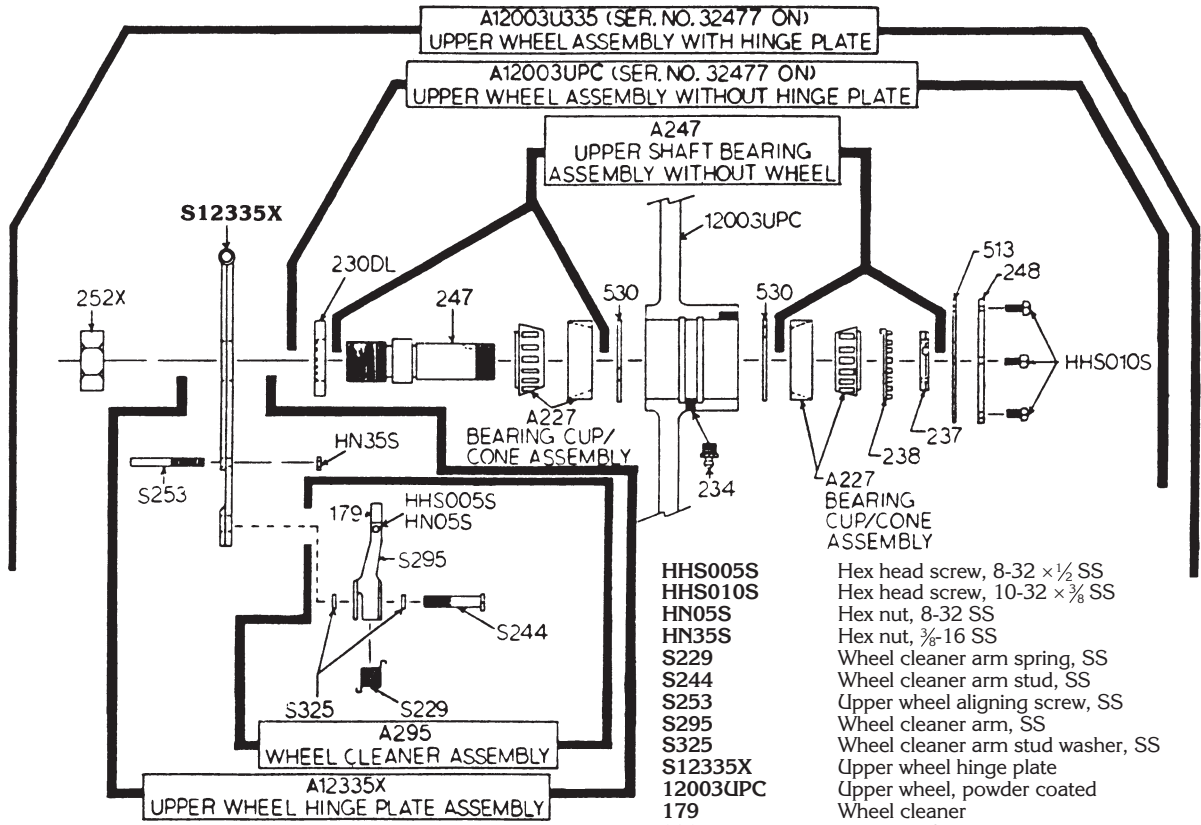 A12003U335 (SER. NO. 32477 ON)
UPPER WHEEL ASSEMBLY WITH HINGE PLATE
A12003UPC (SER. NO. 32477 ON)
UPPER WHEEL ASSEMBLY WITHOUT HINGE PLATE
A247
UPPER SHAFT BEARING
ASSEMBLY WITHOUT WHEEL
S12335X
12003UPC
230DL
513
248
252X
247
530
530
HHS010S
A227
BEARING CUP/
CONE ASSEMBLY
237
238
HN35S
S253
234
A227
BEARING
CUP/CONE
ASSEMBLY
179
HHS005S
HN05S
S295
S244
S325
S229
A295
WHEEL CLEANER ASSEMBLY
A12335X
UPPER WHEEL HINGE PLATE ASSEMBLY
HHS005S Hex head screw, 8-32 × ½ SS
HHS010S Hex head screw, 10-32 × ⅜ SS
HN05S Hex nut, 8-32 SS
HN35S Hex nut, ⅜-16 SS
S229 Wheel cleaner arm spring, SS
S244 Wheel cleaner arm stud, SS
S253 Upper wheel aligning screw, SS
S295 Wheel cleaner arm, SS
S325 Wheel cleaner arm stud washer, SS
S12335X Upper wheel hinge plate
12003UPC Upper wheel, powder coated
179 Wheel cleaner